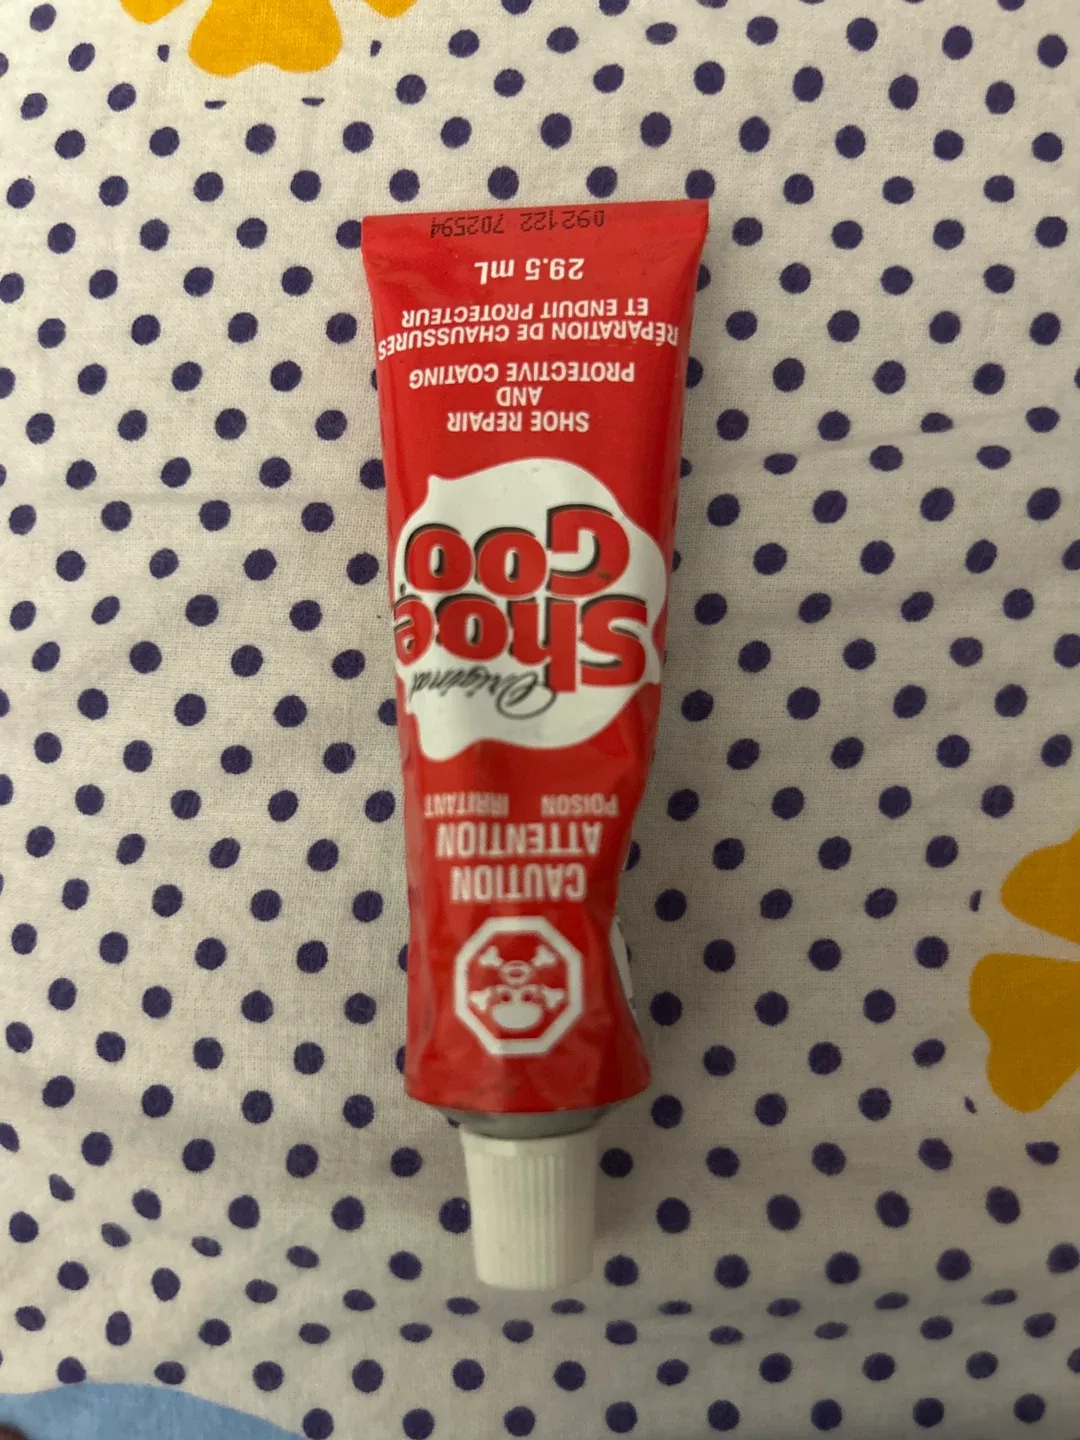 CAUTION
ATTENTION
POISON IRRITANT
Original
Shoe
Goo
SHOE REPAIR
AND
PROTECTIVE COATING
RÉPARATION DE CHAUSSURES
ET ENDUIT PROTECTEUR
29.5 mL
092122 702594